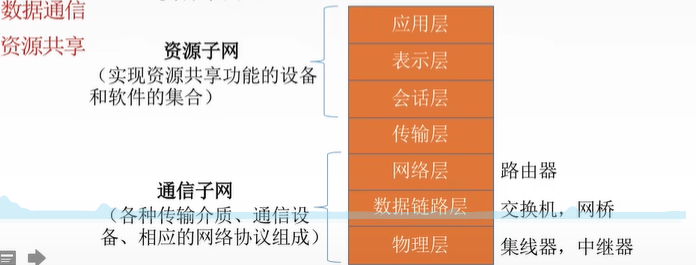 数据通信
资源共享
资源子网
（实现资源共享功能的设备
和软件的集合）
通信子网
（各种传输介质、通信设
备、相应的网络协议组成）
应用层
表示层
会话层
传输层
网络层
数据链路层
物理层
路由器
交换机，网桥
集线器，中继器